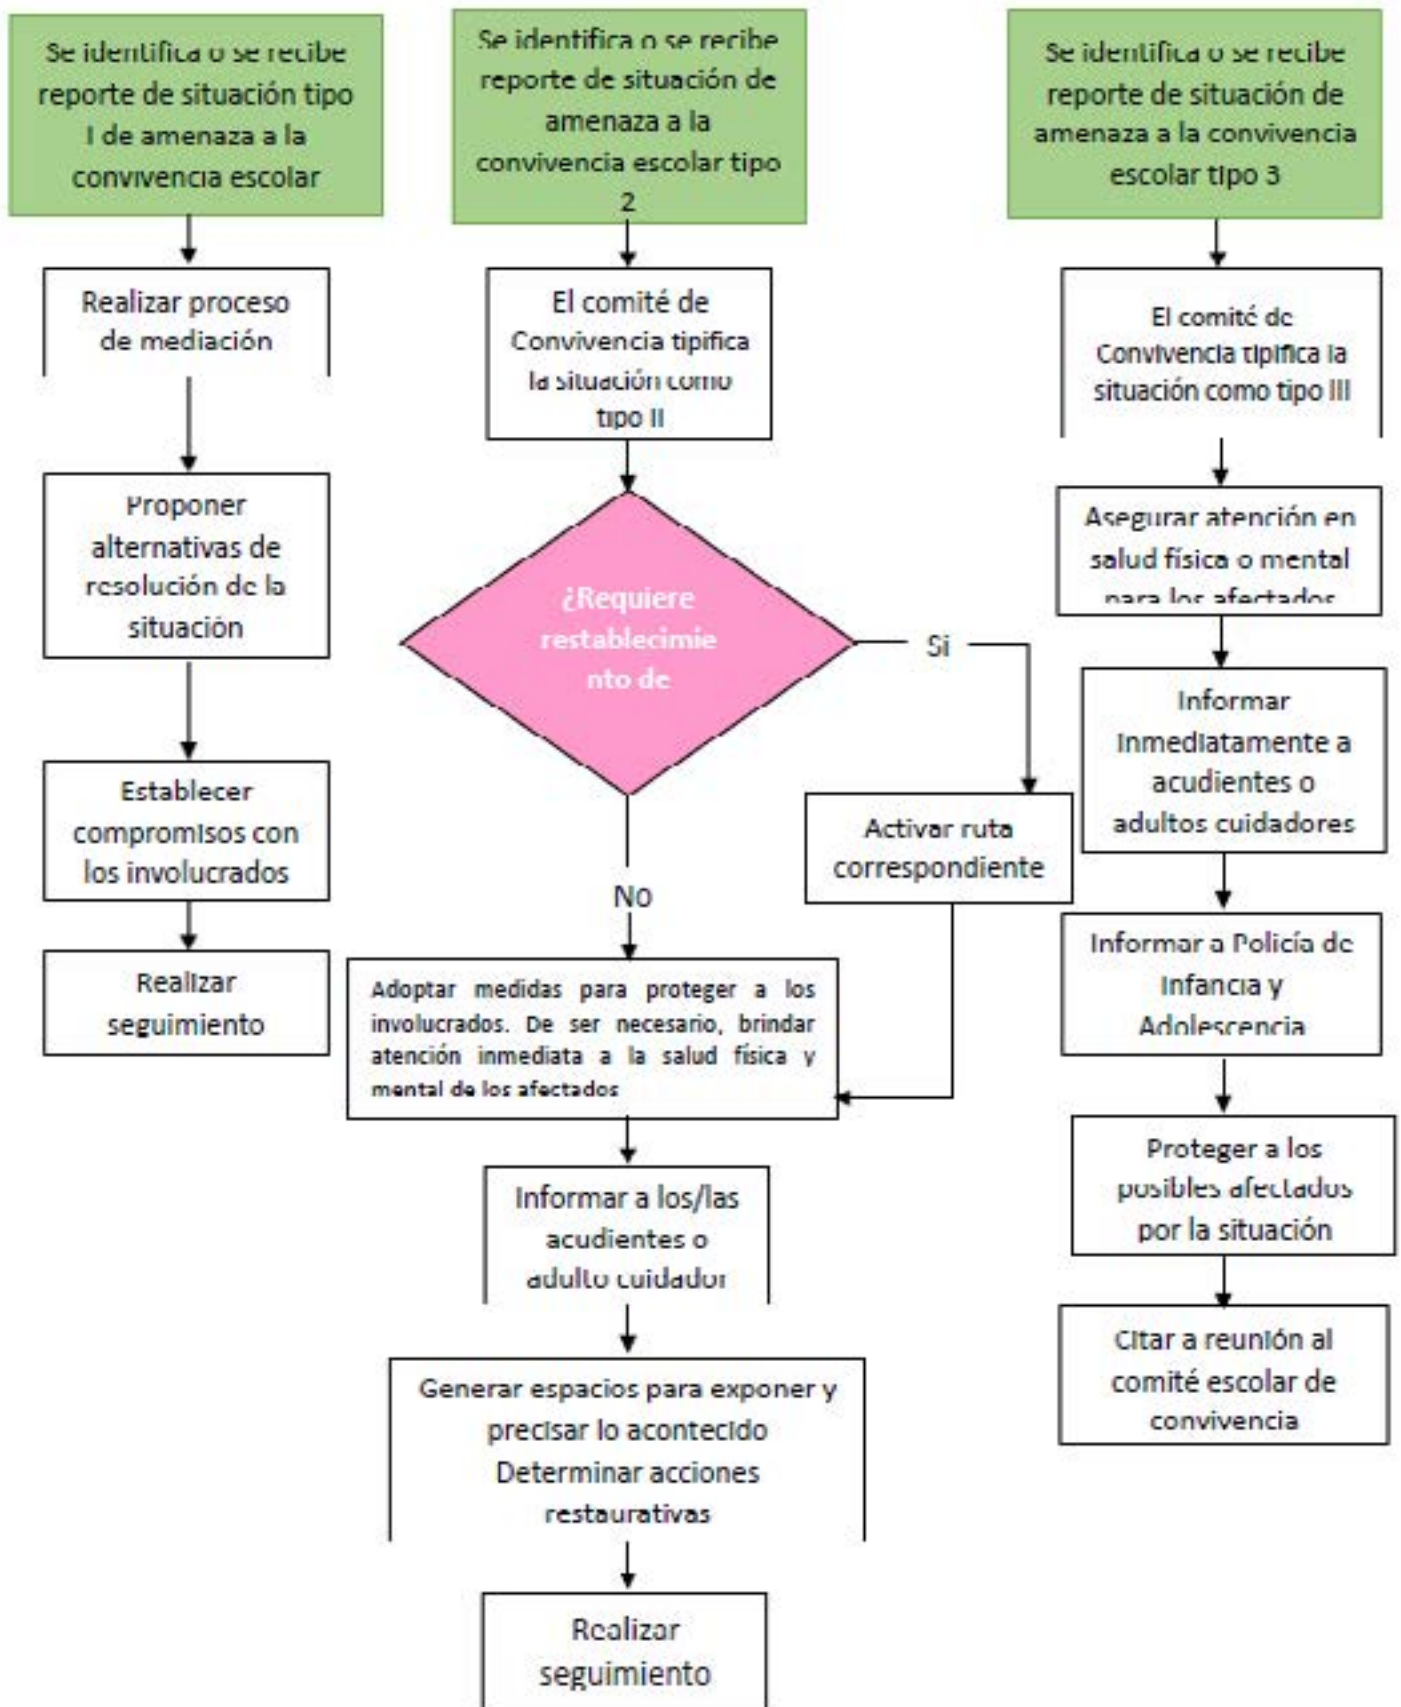 Se identifica o se recibe
reporte de situación tipo
I de amenaza a la
convivencia escolar
Realizar proceso
de mediación
Proponer
alternativas de
resolución de la
situación
Establecer
compromisos con
los involucrados
Realizar
seguimiento
Se identifica o se recibe
reporte de situación de
amenaza a la
convivencia escolar tipo
2
El comité de
Convivencia tipifica
la situación como
tipo II
¿Requiere
restablecimie
nto de
Si
Activar ruta
correspondiente
No
Adoptar medidas para proteger a los
involucrados. De ser necesario, brindar
atención inmediata a la salud física y
mental de los afectados
Informar a los/las
acudientes o
adulto cuidador
Generar espacios para exponer y
precisar lo acontecido
Determinar acciones
restaurativas
Realizar
seguimiento
Se identifica o se recibe
reporte de situación de
amenaza a la convivencia
escolar tipo 3
El comité de
Convivencia tipifica la
situación como tipo III
Asegurar atención en
salud física o mental
para los afectados
Informar
inmediatamente a
acudientes o
adultos cuidadores
Informar a Policía de
Infancia y
Adolescencia
Proteger a los
posibles afectados
por la situación
Citar a reunión al
comité escolar de
convivencia